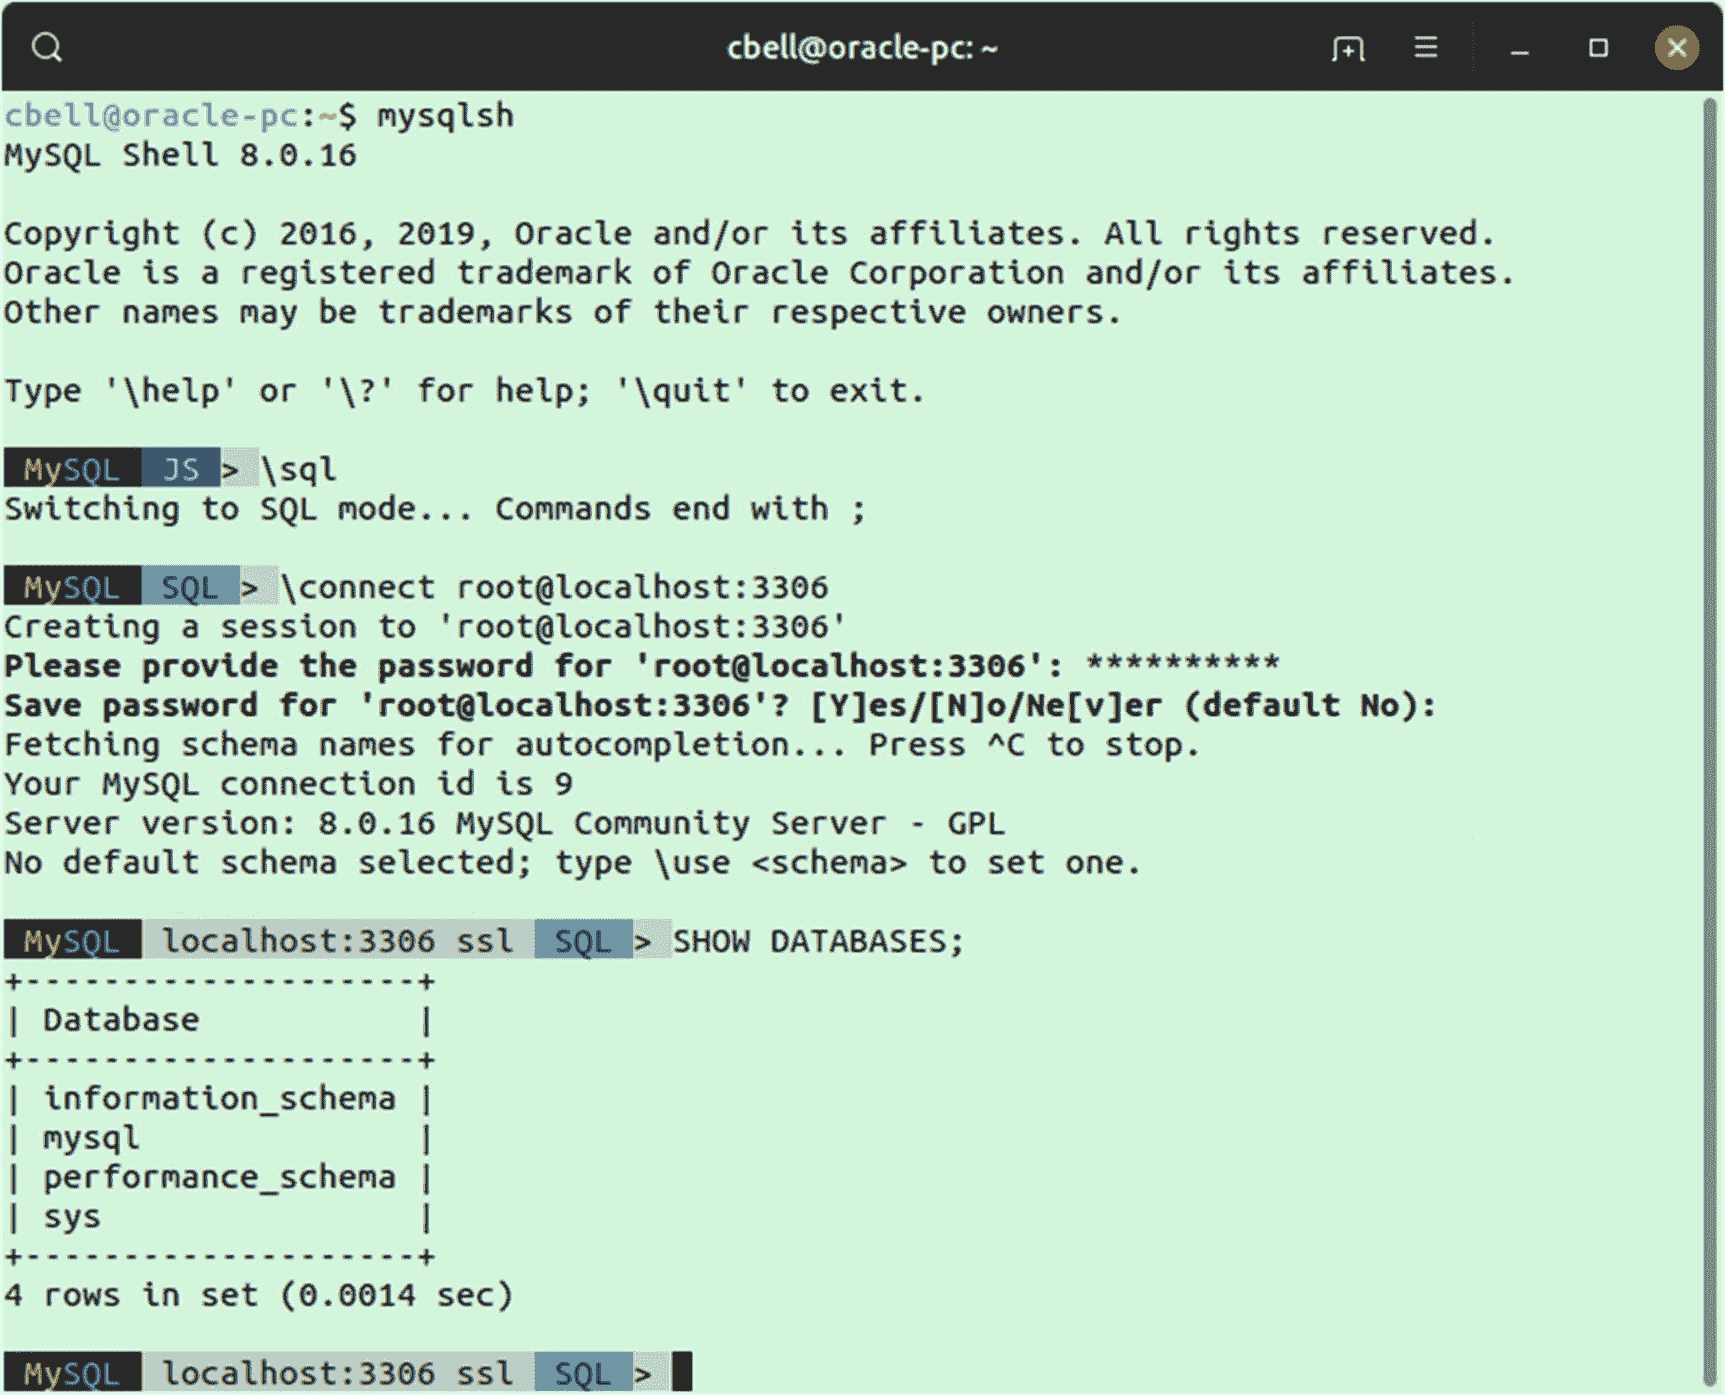 cbell@oracle-pc: ~
cbell@oracle-pc:~$ mysqlsh
MySQL Shell 8.0.16
Copyright (c) 2016, 2019, Oracle and/or its affiliates. All rights reserved.
Oracle is a registered trademark of Oracle Corporation and/or its affiliates.
Other names may be trademarks of their respective owners.
Type '\help' or '\?' for help; '\quit' to exit.
MySQL JS > \sql
Switching to SQL mode... Commands end with ;
MySQL SQL > \connect root@localhost:3306
Creating a session to 'root@localhost:3306'
Please provide the password for 'root@localhost:3306': **********
Save password for 'root@localhost:3306'? [Y]es/[N]o/Ne[v]er (default No):
Fetching schema names for autocompletion... Press ^C to stop.
Your MySQL connection id is 9
Server version: 8.0.16 MySQL Community Server - GPL
No default schema selected; type \use <schema> to set one.
MySQL localhost:3306 ssl SQL > SHOW DATABASES;
+--------------------+
| Database           |
+--------------------+
| information_schema |
| mysql              |
| performance_schema |
| sys                |
+--------------------+
4 rows in set (0.0014 sec)
MySQL localhost:3306 ssl SQL >